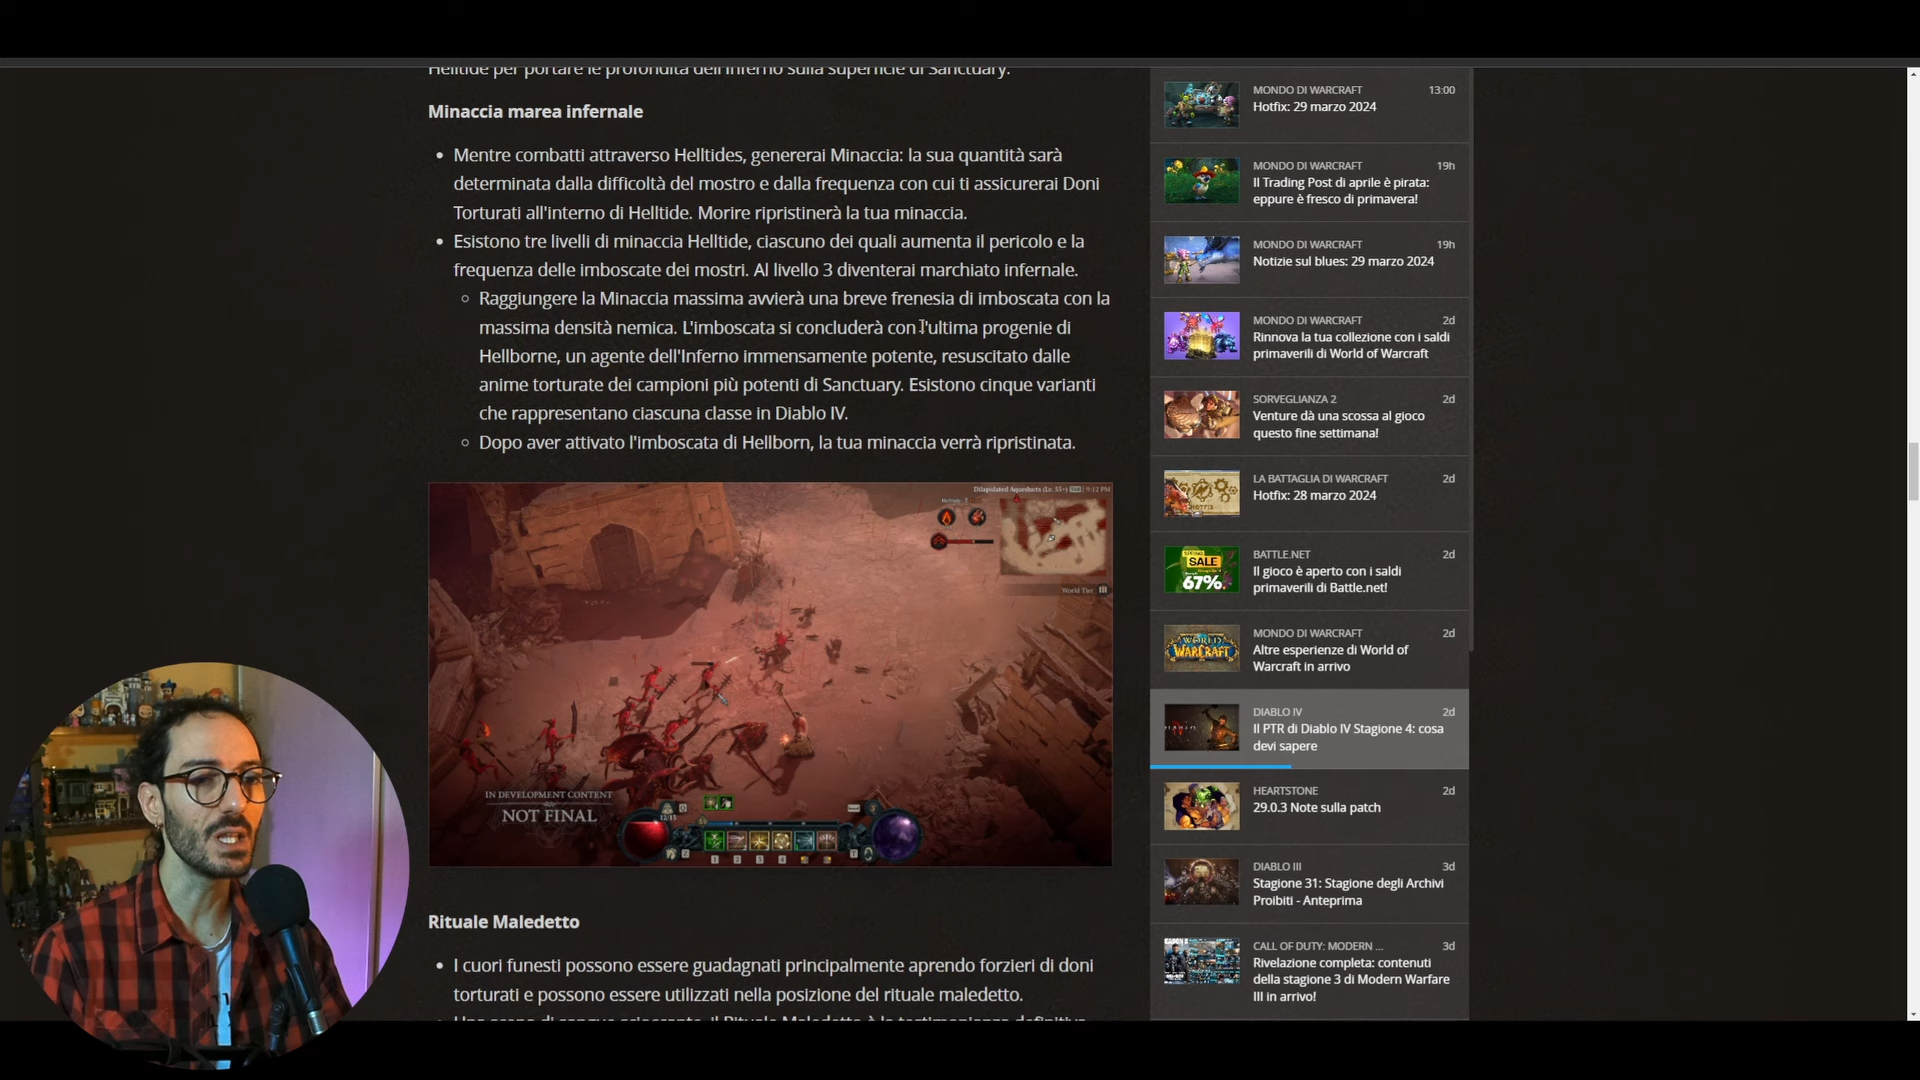 Helltide per portare le profondità dell'Inferno sulla superficie di Sanctuary.
Minaccia marea infernale
Mentre combatti attraverso Helltides, genererai Minaccia: la sua quantità sarà
determinata dalla difficoltà del mostro e dalla frequenza con cui ti assicurerai Doni
Torturati all'interno di Helltide. Morire ripristinerà la tua minaccia.
Esistono tre livelli di minaccia Helltide, ciascuno dei quali aumenta il pericolo e la
frequenza delle imboscate dei mostri. Al livello 3 diventerai marchiato infernale.
Raggiungere la Minaccia massima avvierà una breve frenesia di imboscata con la
massima densità nemica. L'imboscata si concluderà con l'ultima progenie di
Hellborne, un agente dell'Inferno immensamente potente, resuscitato dalle
anime torturate dei campioni più potenti di Sanctuary. Esistono cinque varianti
che rappresentano ciascuna classe in Diablo IV.
Dopo aver attivato l'imboscata di Hellborn, la tua minaccia verrà ripristinata.
Dilapidated Aqueducts (Lv. 55+) 9:12 PM
World Tier III
IN DEVELOPMENT CONTENT
NOT FINAL
12/13
1 2 3 4
Rituale Maledetto
I cuori funesti possono essere guadagnati principalmente aprendo forzieri di doni
torturati e possono essere utilizzati nella posizione del rituale maledetto.
MONDO DI WARCRAFT 13:00
Hotfix: 29 marzo 2024
MONDO DI WARCRAFT 19h
Il Trading Post di aprile è pirata:
eppure è fresco di primavera!
MONDO DI WARCRAFT 19h
Notizie sul blues: 29 marzo 2024
MONDO DI WARCRAFT 2d
Rinnova la tua collezione con i saldi
primaverili di World of Warcraft
SORVEGLIANZA 2 2d
Venture dà una scossa al gioco
questo fine settimana!
LA BATTAGLIA DI WARCRAFT 2d
Hotfix: 28 marzo 2024
HOTFIX
BATTLE.NET 2d
Il gioco è aperto con i saldi
primaverili di Battle.net!
SPRING
SALE
67%
MONDO DI WARCRAFT 2d
Altre esperienze di World of
Warcraft in arrivo
WORLD
WARCRAFT
DIABLO IV 2d
Il PTR di Diablo IV Stagione 4: cosa
devi sapere
HEARTSTONE 2d
29.0.3 Note sulla patch
DIABLO III 3d
Stagione 31: Stagione degli Archivi
Proibiti - Anteprima
CALL OF DUTY: MODERN ... 3d
Rivelazione completa: contenuti
della stagione 3 di Modern Warfare
III in arrivo!